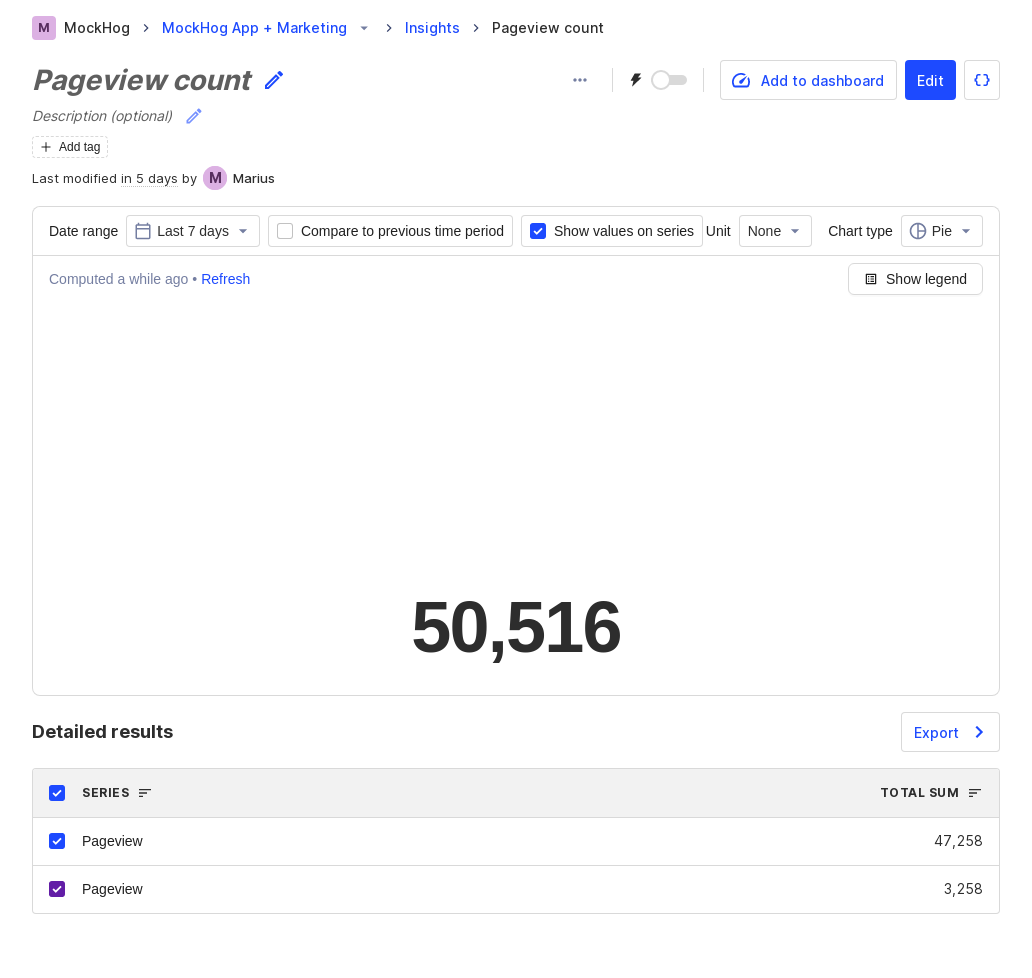 M MockHog MockHog App + Marketing Insights Pageview count
Pageview count
Add to dashboard Edit {}
Description (optional)
Add tag
Last modified in 5 days by M Marius
Date range Last 7 days Compare to previous time period Show values on series Unit None Chart type Pie
Computed a while ago • Refresh Show legend
50,516
Detailed results Export
SERIES TOTAL SUM
Pageview 47,258
Pageview 3,258